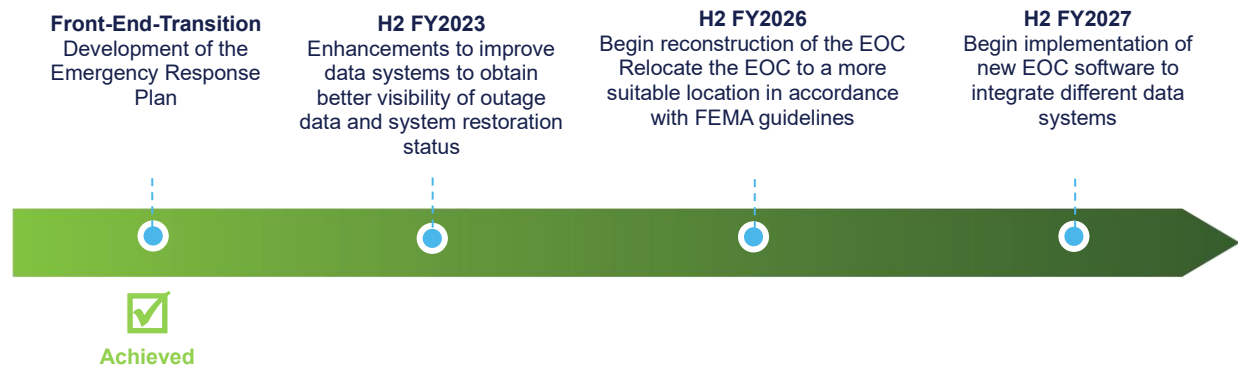 Front-End-Transition
Development of the
Emergency Response
Plan
H2 FY2023
Enhancements to improve
data systems to obtain
better visibility of outage
data and system restoration
status
H2 FY2026
Begin reconstruction of the EOC
Relocate the EOC to a more
suitable location in accordance
with FEMA guidelines
H2 FY2027
Begin implementation of
new EOC software to
integrate different data
systems
Achieved